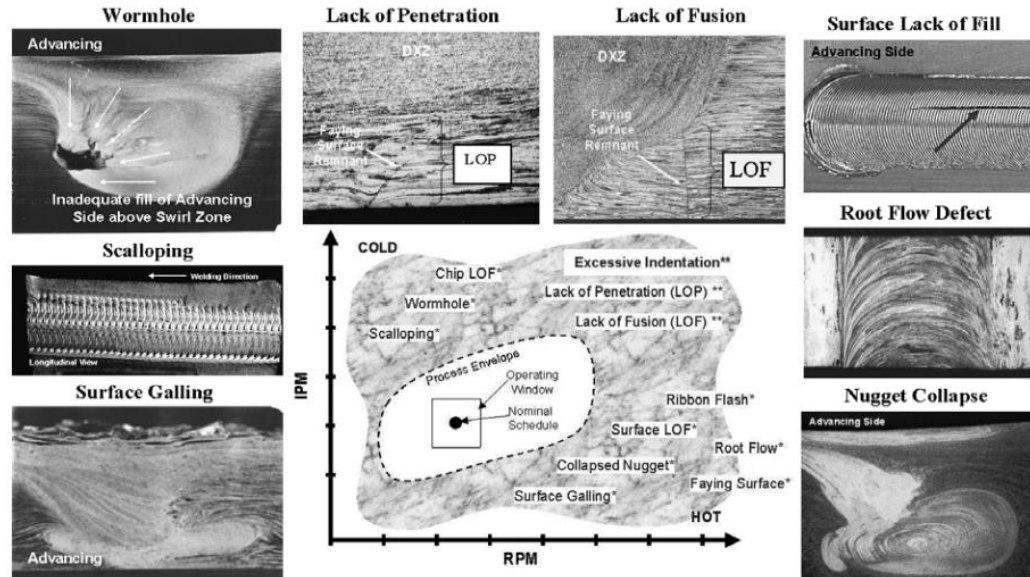 Wormhole
Advancing
Inadequate fill of Advancing
Side above Swirl Zone
Lack of Penetration
DXZ
Faying
Surface
Remnant
LOP
Lack of Fusion
DXZ
Faying
Surface
Remnant
LOF
Surface Lack of Fill
Advancing Side
Scalloping
Welding Direction
Longitudinal View
Root Flow Defect
Surface Galling
Advancing
Nugget Collapse
Advancing Side
COLD
Chip LOF*
Excessive Indentation**
Wormhole*
Lack of Penetration (LOP) **
Scalloping*
Lack of Fusion (LOF) **
Process Envelope
Operating
Window
Nominal
Schedule
Ribbon Flash*
Surface LOF*
Root Flow*
Collapsed Nugget*
Faying Surface*
Surface Galling*
HOT
IPM
RPM